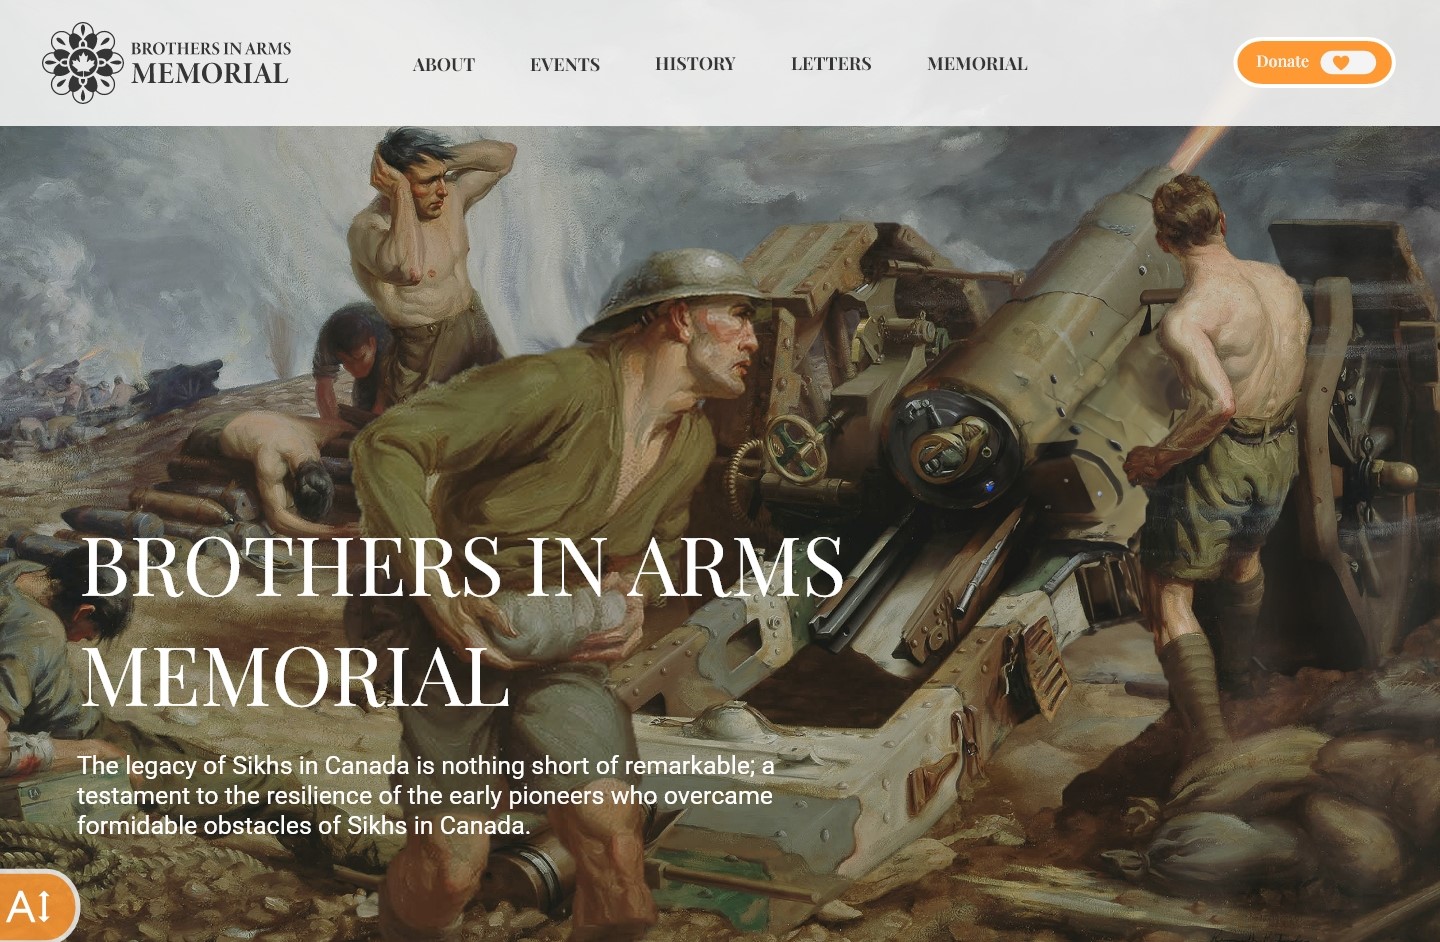 BROTHERS IN ARMS
MEMORIAL
ABOUT
EVENTS
HISTORY
LETTERS
MEMORIAL
Donate
BROTHERS IN ARMS
MEMORIAL
The legacy of Sikhs in Canada is nothing short of remarkable; a
testament to the resilience of the early pioneers who overcame
formidable obstacles of Sikhs in Canada.
A